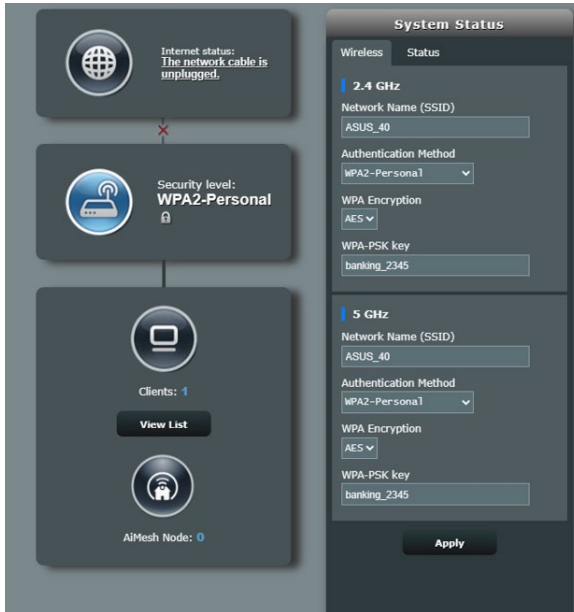 Internet status:
The network cable is
unplugged.
Security level:
WPA2-Personal
Clients: 1
View List
AiMesh Node: 0
System Status
Wireless Status
2.4 GHz
Network Name (SSID)
ASUS_40
Authentication Method
WPA2-Personal
WPA Encryption
AES
WPA-PSK key
banking_2345
5 GHz
Network Name (SSID)
ASUS_40
Authentication Method
WPA2-Personal
WPA Encryption
AES
WPA-PSK key
banking_2345
Apply